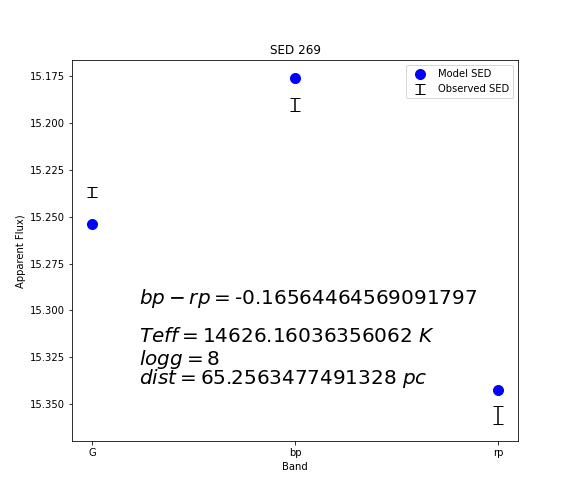 SED 269
Model SED
Observed SED
15.175
15.200
15.225
15.250
15.275
15.300
15.325
15.350
Apparent Flux)
bp − rp = -0.16564464569091797
Teff = 14626.16036356062 K
logg = 8
dist = 65.2563477491328 pc
G bp rp
Band